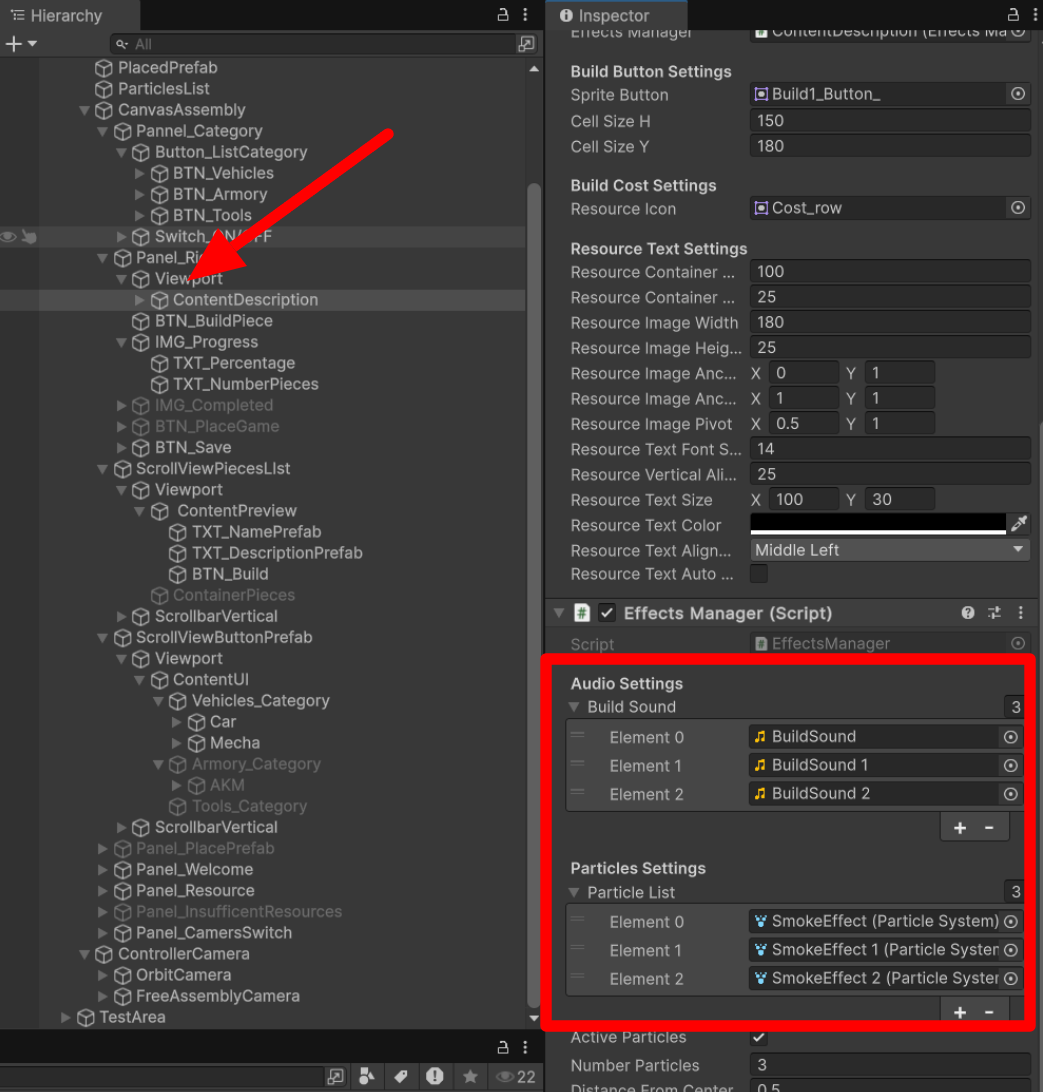 Hierarchy
All
PlacedPrefab
ParticlesList
CanvasAssembly
Pannel_Category
Button_ListCategory
BTN_Vehicles
BTN_Armory
BTN_Tools
Switch_ON/OFF
Panel_Ri
Viewport
ContentDescription
BTN_BuildPiece
IMG_Progress
TXT_Percentage
TXT_NumberPieces
IMG_Completed
BTN_PlaceGame
BTN_Save
ScrollViewPiecesLIst
Viewport
ContentPreview
TXT_NamePrefab
TXT_DescriptionPrefab
BTN_Build
ContainerPieces
ScrollbarVertical
ScrollViewButtonPrefab
Viewport
ContentUI
Vehicles_Category
Car
Mecha
Armory_Category
AKM
Tools_Category
ScrollbarVertical
Panel_PlacePrefab
Panel_Welcome
Panel_Resource
Panel_InsufficentResources
Panel_CamersSwitch
ControllerCamera
OrbitCamera
FreeAssemblyCamera
TestArea
22
Inspector
Effects Manager ContentDescription (Effects Ma
Build Button Settings
Sprite Button Build1_Button_
Cell Size H 150
Cell Size Y 180
Build Cost Settings
Resource Icon Cost_row
Resource Text Settings
Resource Container ... 100
Resource Container ... 25
Resource Image Width 180
Resource Image Heig... 25
Resource Image Anc... X 0 Y 1
Resource Image Anc... X 1 Y 1
Resource Image Pivot X 0.5 Y 1
Resource Text Font S... 14
Resource Vertical Ali... 25
Resource Text Size X 100 Y 30
Resource Text Color
Resource Text Align... Middle Left
Resource Text Auto ...
# Effects Manager (Script)
Script EffectsManager
Audio Settings
Build Sound 3
Element 0 BuildSound
Element 1 BuildSound 1
Element 2 BuildSound 2
+ -
Particles Settings
Particle List 3
Element 0 SmokeEffect (Particle System)
Element 1 SmokeEffect 1 (Particle System
Element 2 SmokeEffect 2 (Particle System
+ -
Active Particles
Number Particles 3
Distance From Center 0.5